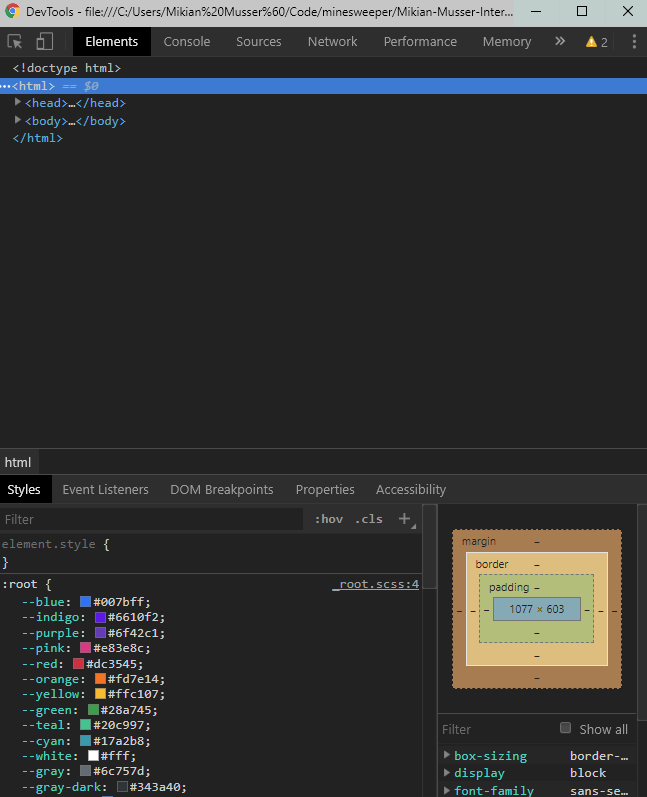 DevTools - file:///C:/Users/Mikian%20Musser%60/Code/minesweeper/Mikian-Musser-Inter...
Elements Console Sources Network Performance Memory » 2
<!doctype html>
…<html> == $0
<head>…</head>
<body>…</body>
</html>
html
Styles Event Listeners DOM Breakpoints Properties Accessibility
Filter :hov .cls +
element.style {
}
:root { _root.scss:4
--blue: #007bff;
--indigo: #6610f2;
--purple: #6f42c1;
--pink: #e83e8c;
--red: #dc3545;
--orange: #fd7e14;
--yellow: #ffc107;
--green: #28a745;
--teal: #20c997;
--cyan: #17a2b8;
--white: #fff;
--gray: #6c757d;
--gray-dark: #343a40;
margin –
border –
padding –
– – – 1077 × 603 – – –
–
–
–
Filter Show all
box-sizing border-…
display block
font-family sans-se…